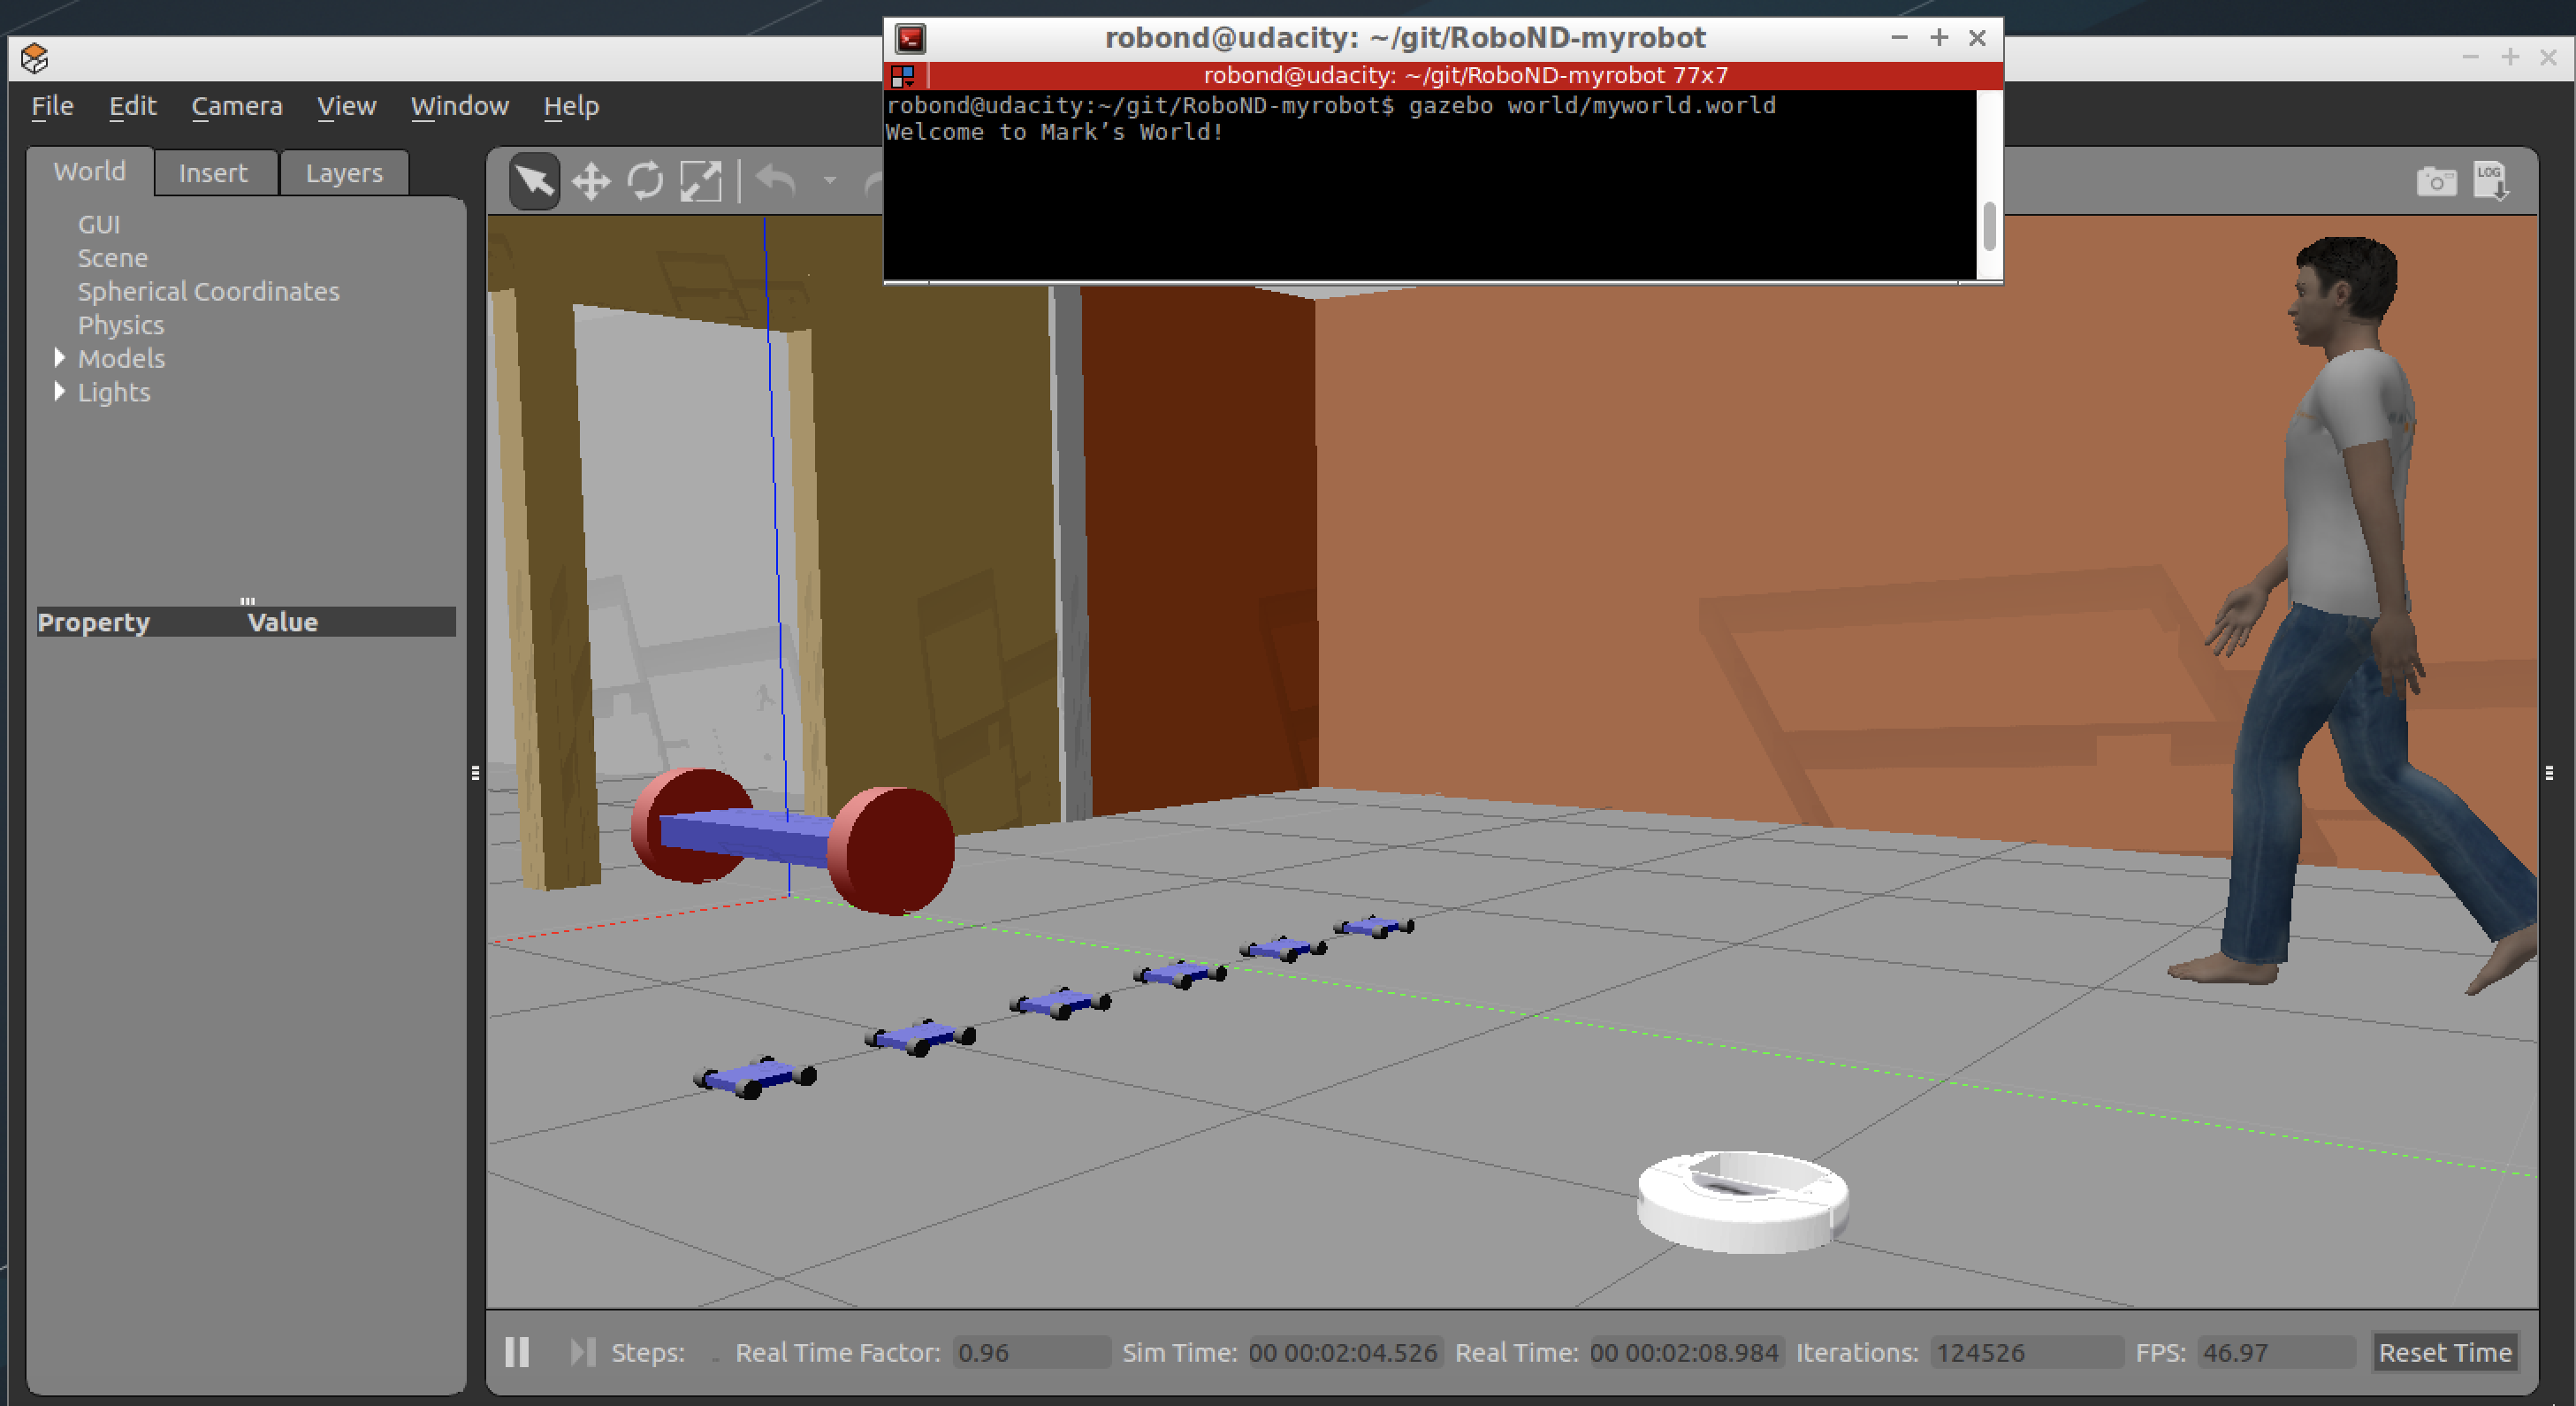 robond@udacity: ~/git/RoboND-myrobot
robond@udacity: ~/git/RoboND-myrobot 77x7
robond@udacity:~/git/RoboND-myrobot$ gazebo world/myworld.world
Welcome to Mark’s World!
File Edit Camera View Window Help
World Insert Layers
LOG
GUI
Scene
Spherical Coordinates
Physics
Models
Lights
Property Value
Steps: Real Time Factor: 0.96 Sim Time: 00 00:02:04.526 Real Time: 00 00:02:08.984 Iterations: 124526 FPS: 46.97 Reset Time